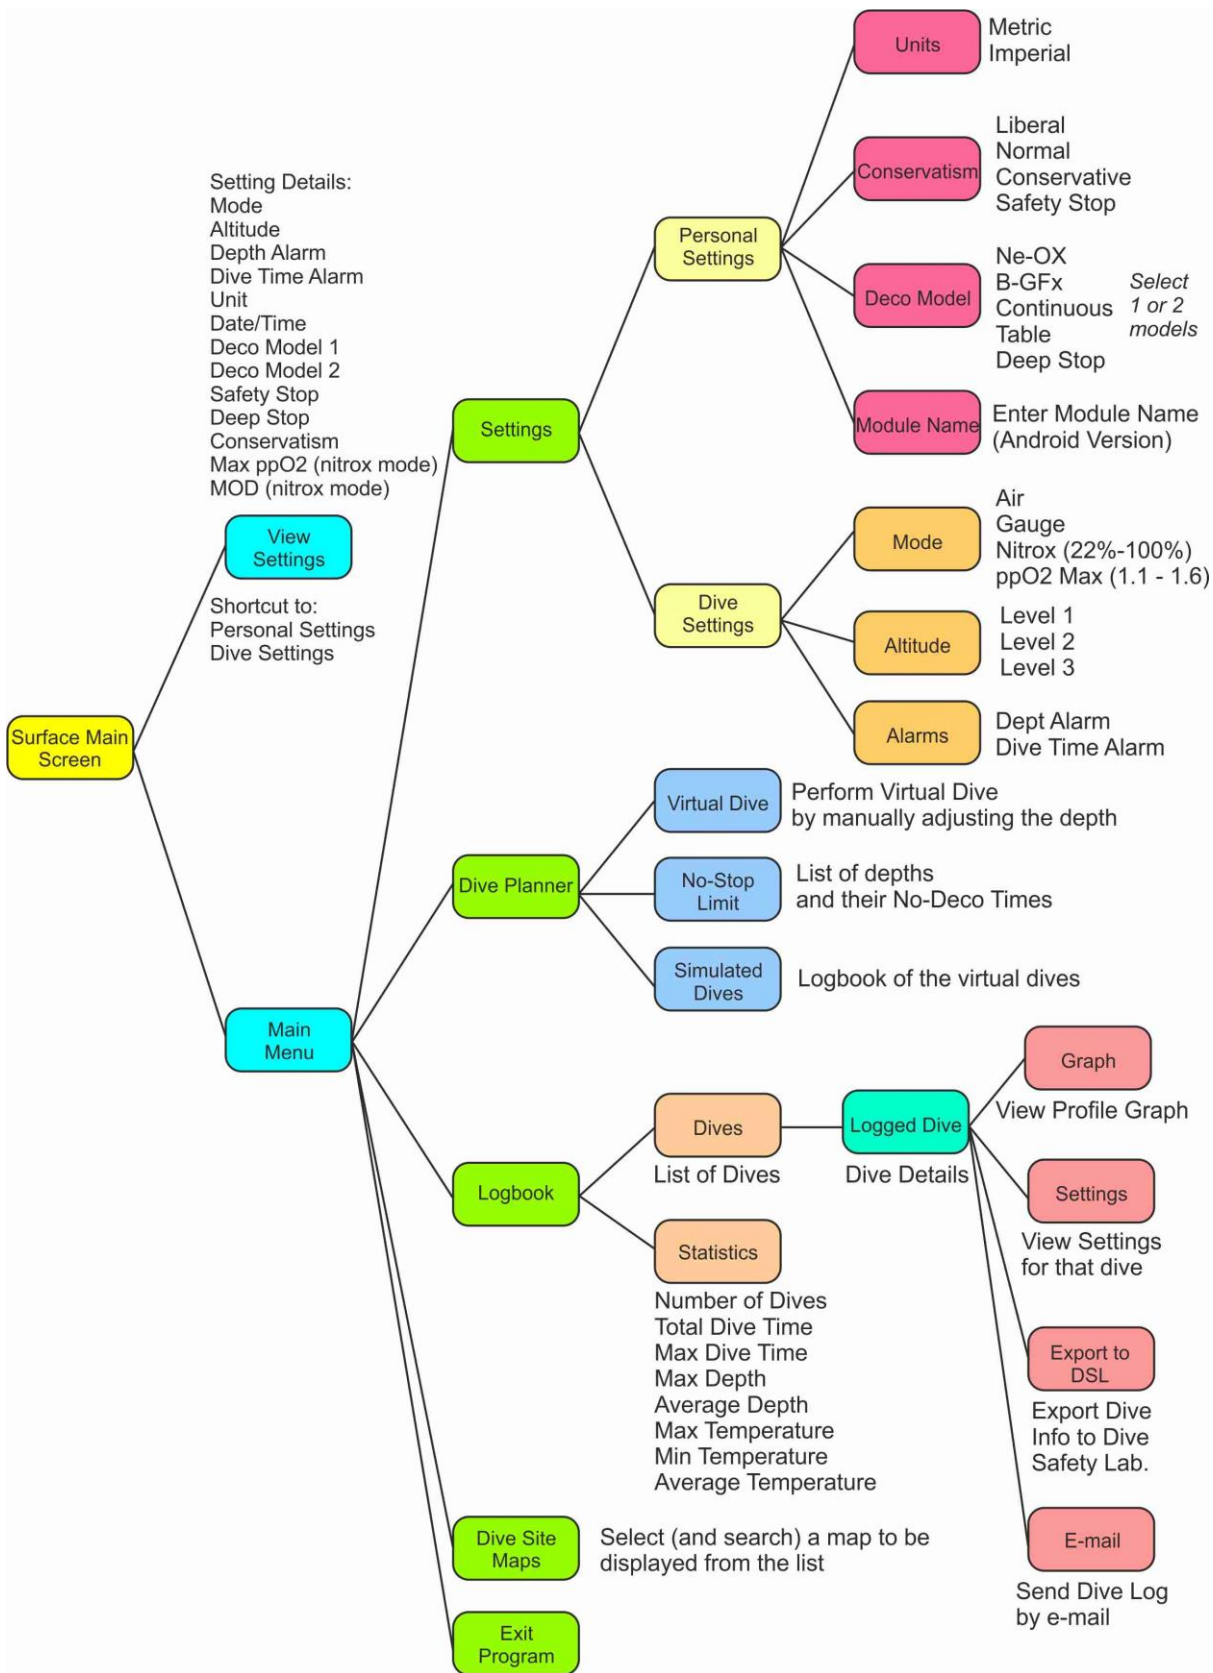 Surface Main
Screen
Setting Details:
Mode
Altitude
Depth Alarm
Dive Time Alarm
Unit
Date/Time
Deco Model 1
Deco Model 2
Safety Stop
Deep Stop
Conservatism
Max ppO2 (nitrox mode)
MOD (nitrox mode)
View
Settings
Shortcut to:
Personal Settings
Dive Settings
Main
Menu
Settings
Personal
Settings
Units
Metric
Imperial
Conservatism
Liberal
Normal
Conservative
Safety Stop
Deco Model
Ne-OX
B-GFx
Continuous
Table
Deep Stop
Select
1 or 2
models
Module Name
Enter Module Name
(Android Version)
Dive
Settings
Mode
Air
Gauge
Nitrox (22%-100%)
ppO2 Max (1.1 - 1.6)
Altitude
Level 1
Level 2
Level 3
Alarms
Dept Alarm
Dive Time Alarm
Dive Planner
Virtual Dive
Perform Virtual Dive
by manually adjusting the depth
No-Stop
Limit
List of depths
and their No-Deco Times
Simulated
Dives
Logbook of the virtual dives
Logbook
Dives
List of Dives
Logged Dive
Dive Details
Graph
View Profile Graph
Settings
View Settings
for that dive
Export to
DSL
Export Dive
Info to Dive
Safety Lab.
E-mail
Send Dive Log
by e-mail
Statistics
Number of Dives
Total Dive Time
Max Dive Time
Max Depth
Average Depth
Max Temperature
Min Temperature
Average Temperature
Dive Site
Maps
Select (and search) a map to be
displayed from the list
Exit
Program